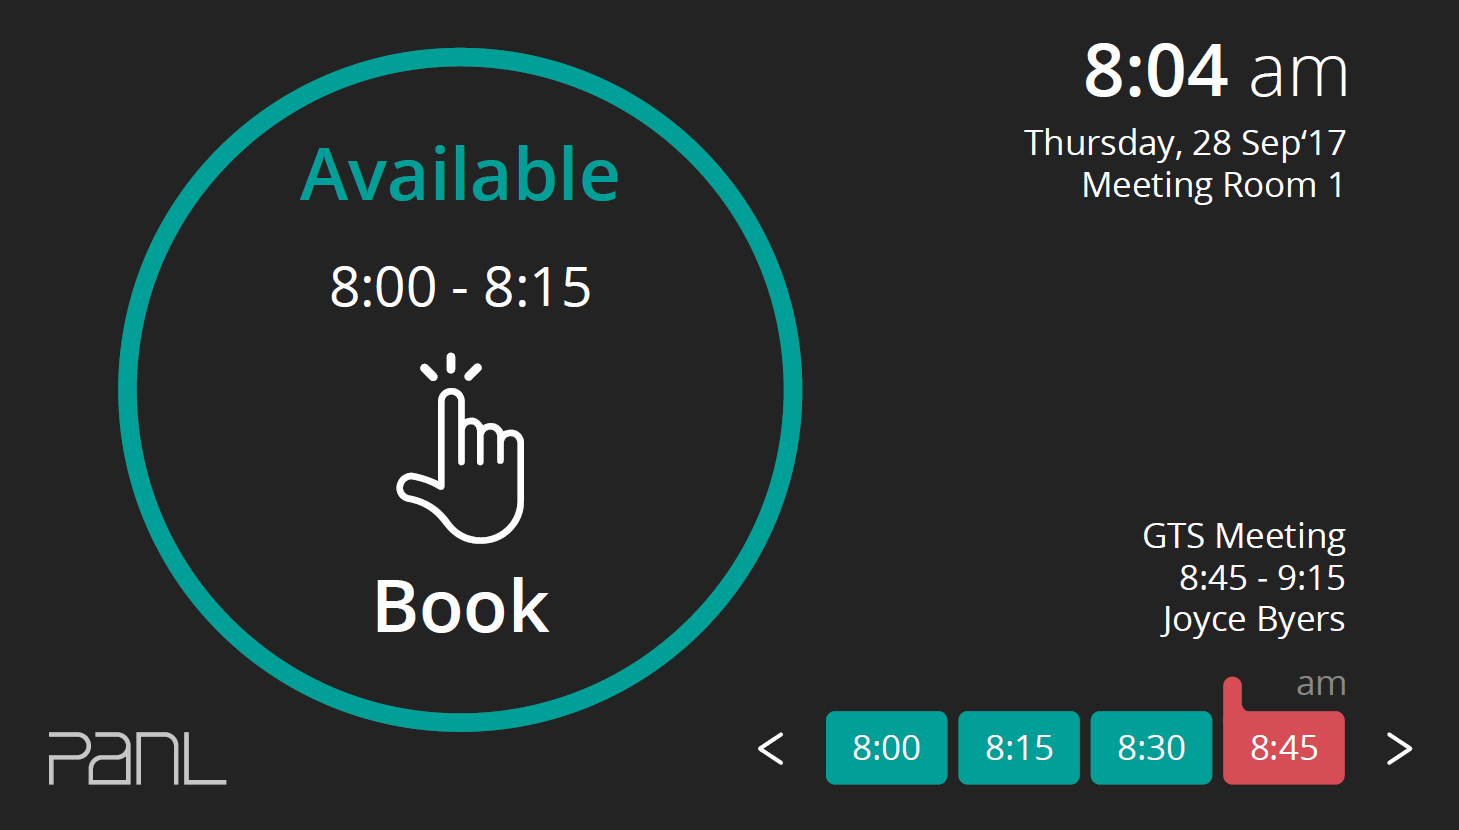 8:04 am
Thursday, 28 Sep‘17
Meeting Room 1
Available
8:00 - 8:15
Book
GTS Meeting
8:45 - 9:15
Joyce Byers
am
< 8:00 8:15 8:30 8:45 >
PANL